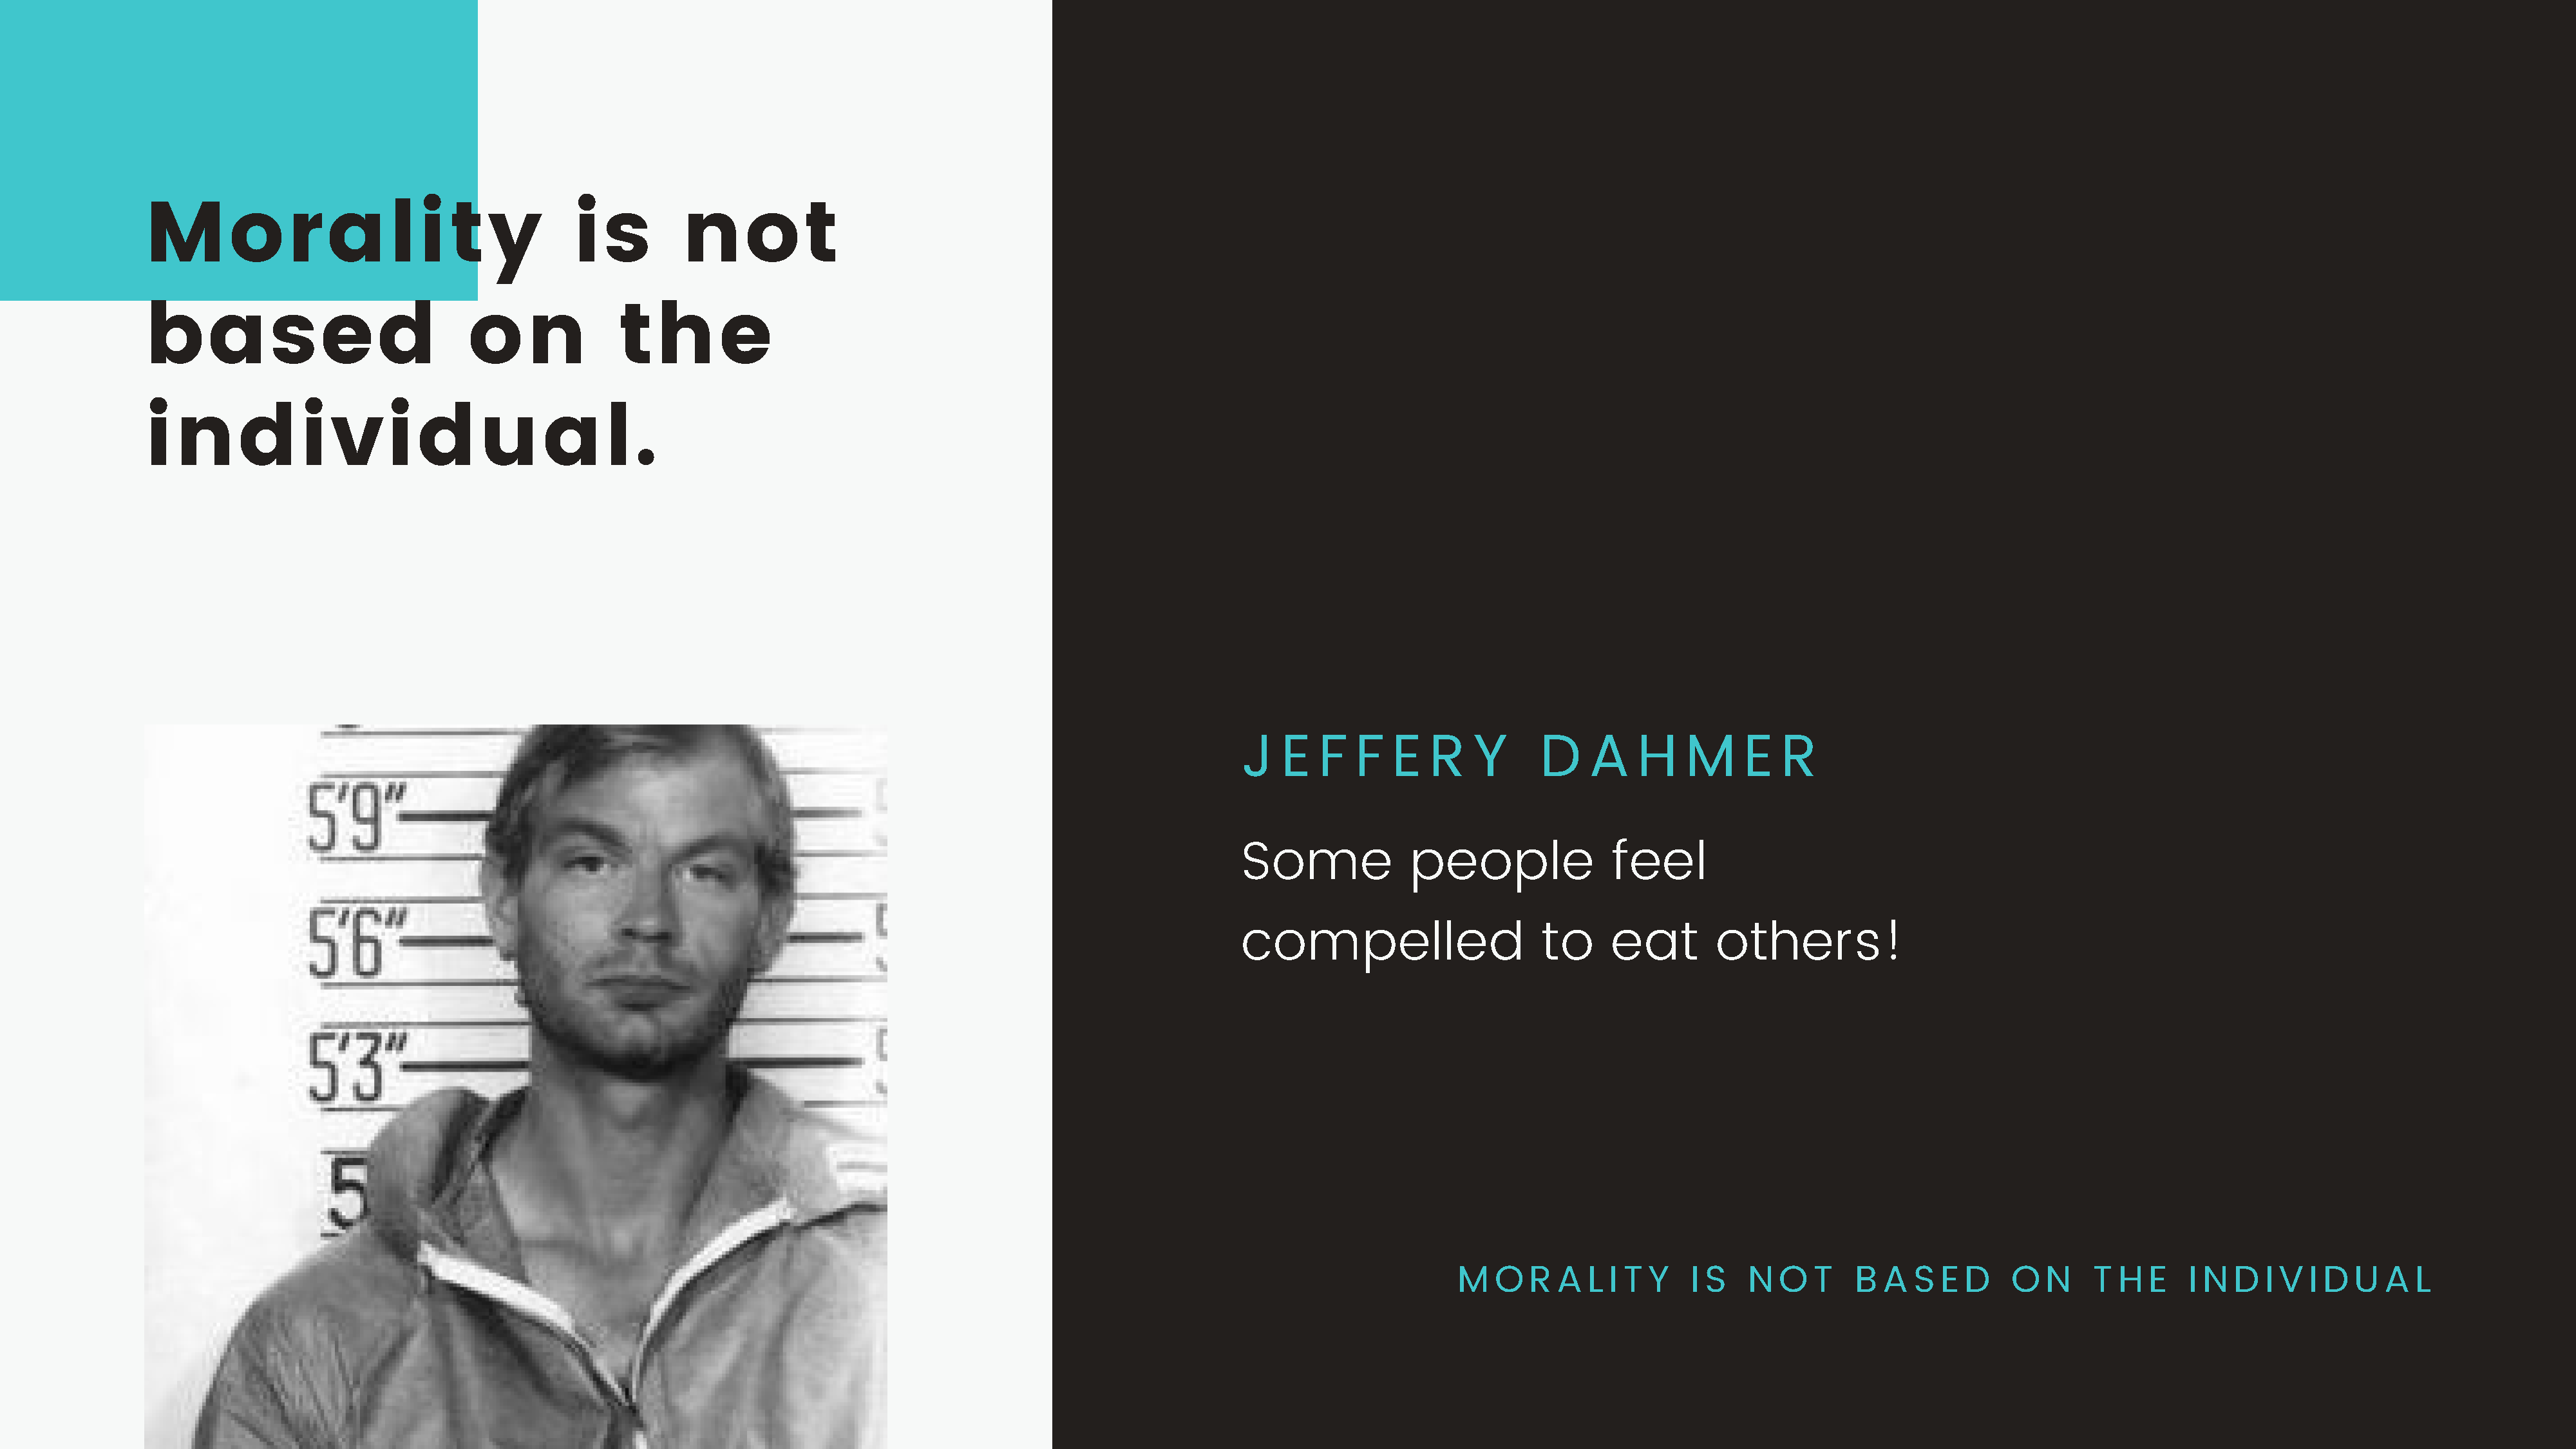 Morality is not
based on the
individual.
5'9"
5'6"
5'3"
5
JEFFERY DAHMER
Some people feel
compelled to eat others!
MORALITY IS NOT BASED ON THE INDIVIDUAL